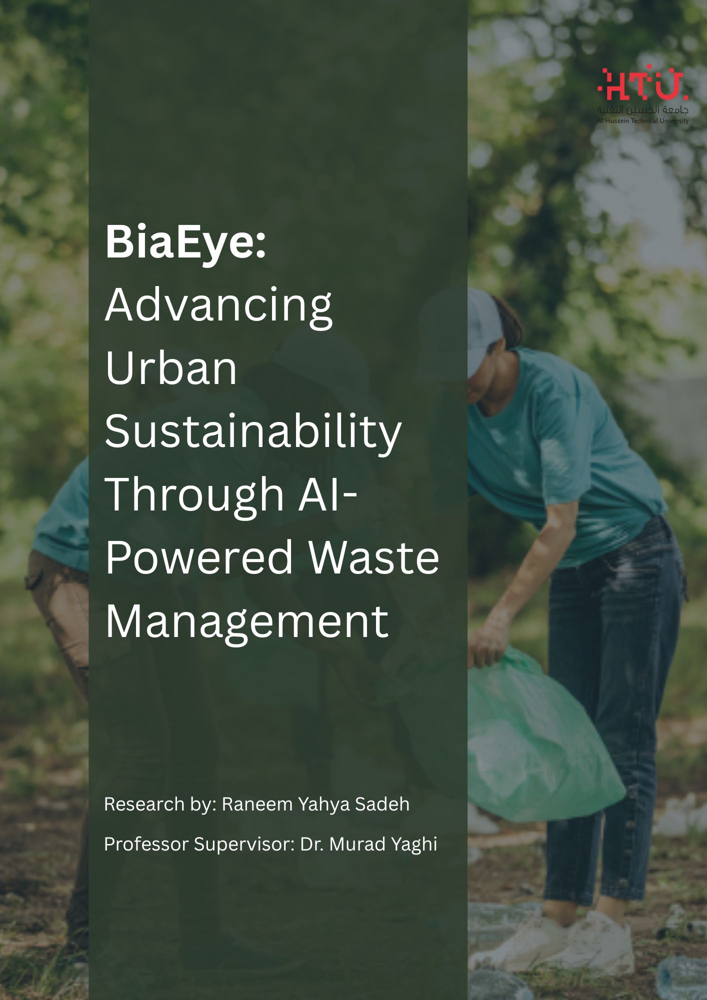 HTU
جامعة الحسين التقنية
Al Hussein Technical University
BiaEye:
Advancing
Urban
Sustainability
Through AI-
Powered Waste
Management
Research by: Raneem Yahya Sadeh
Professor Supervisor: Dr. Murad Yaghi